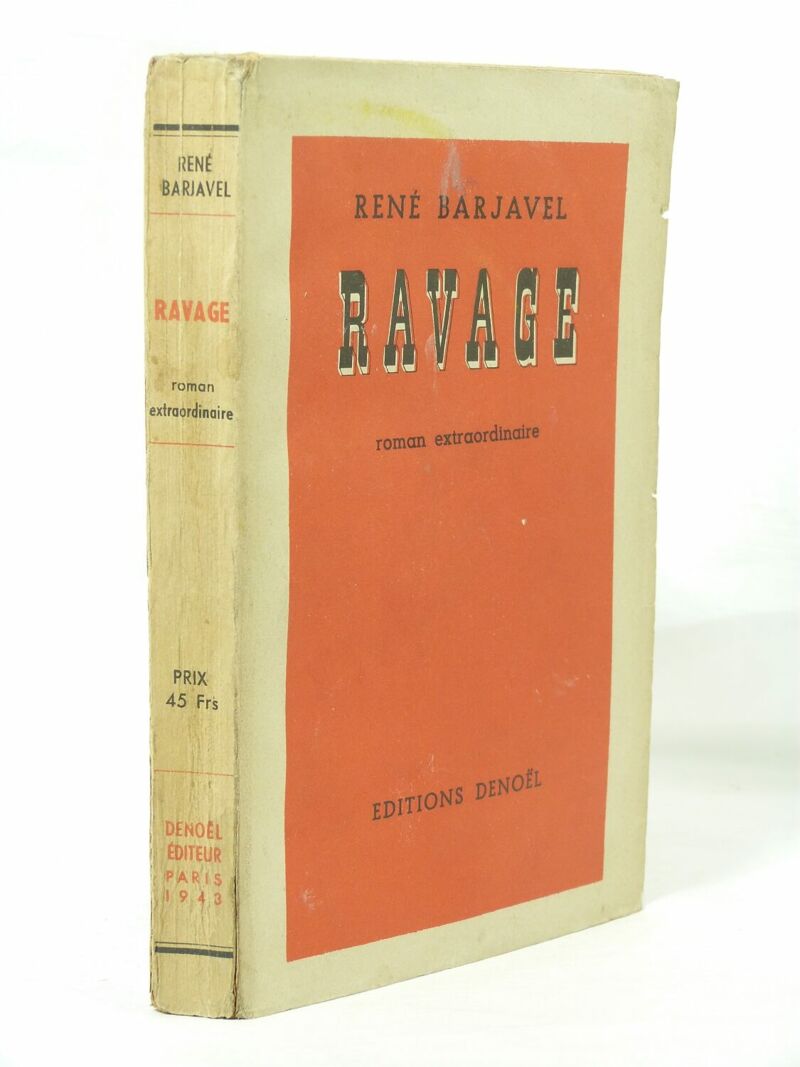 RENÉ
BARJAVEL
RAVAGE
roman
extraordinaire
PRIX
45 Frs
DENOËL
ÉDITEUR
PARIS
1943
RENÉ BARJAVEL
RAVAGE
roman extraordinaire
EDITIONS DENOËL